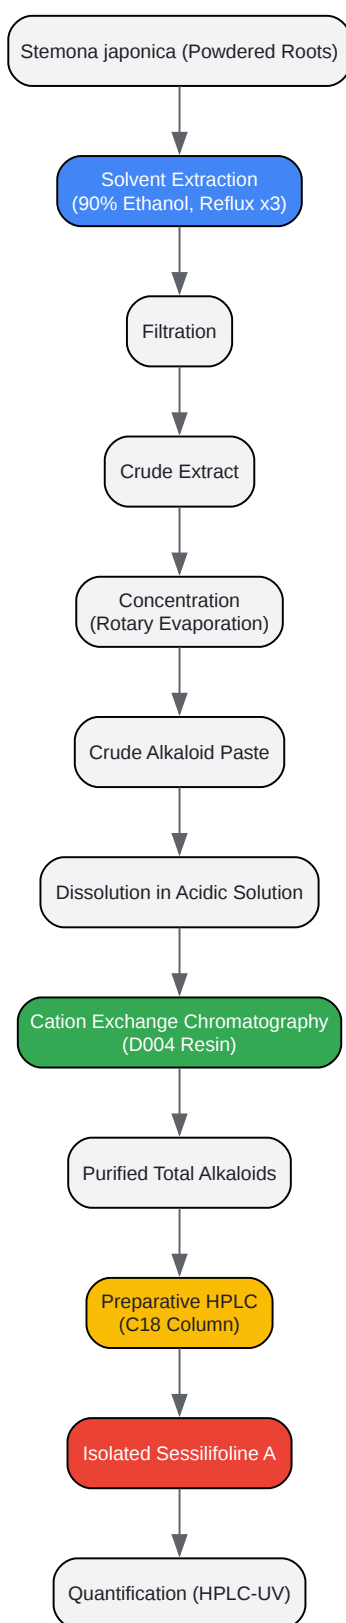 Stemona japonica (Powdered Roots)
Solvent Extraction
(90% Ethanol, Reflux x3)
Filtration
Crude Extract
Concentration
(Rotary Evaporation)
Crude Alkaloid Paste
Dissolution in Acidic Solution
Cation Exchange Chromatography
(D004 Resin)
Purified Total Alkaloids
Preparative HPLC
(C18 Column)
Isolated Sessilifoline A
Quantification (HPLC-UV)